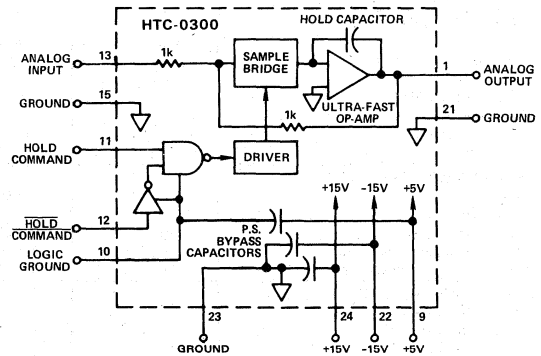 HTC-0300
HOLD CAPACITOR
ANALOG
INPUT
13
1k
SAMPLE
BRIDGE
1
ANALOG
OUTPUT
GROUND
15
1k
ULTRA-FAST
OP-AMP
21
GROUND
HOLD
COMMAND
11
DRIVER
HOLD
COMMAND
12
+15V
-15V
+5V
LOGIC
GROUND
10
P.S.
BYPASS
CAPACITORS
23
24
22
9
GROUND
+15V
-15V
+5V